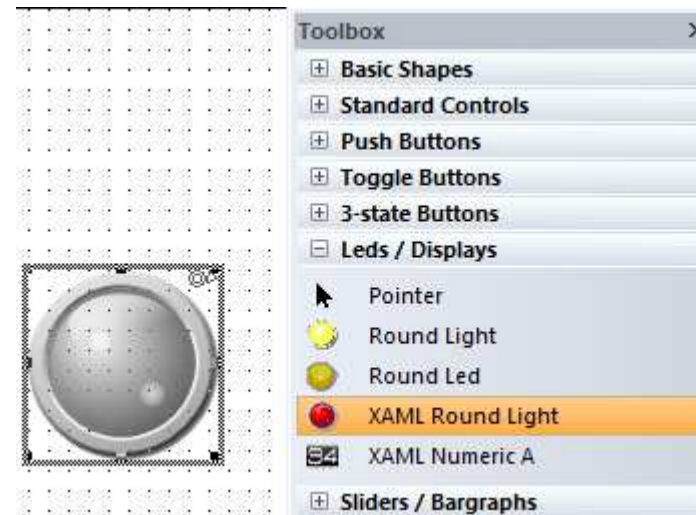 Toolbox
Basic Shapes
Standard Controls
Push Buttons
Toggle Buttons
3-state Buttons
Leds / Displays
Pointer
Round Light
Round Led
XAML Round Light
XAML Numeric A
Sliders / Bargraphs